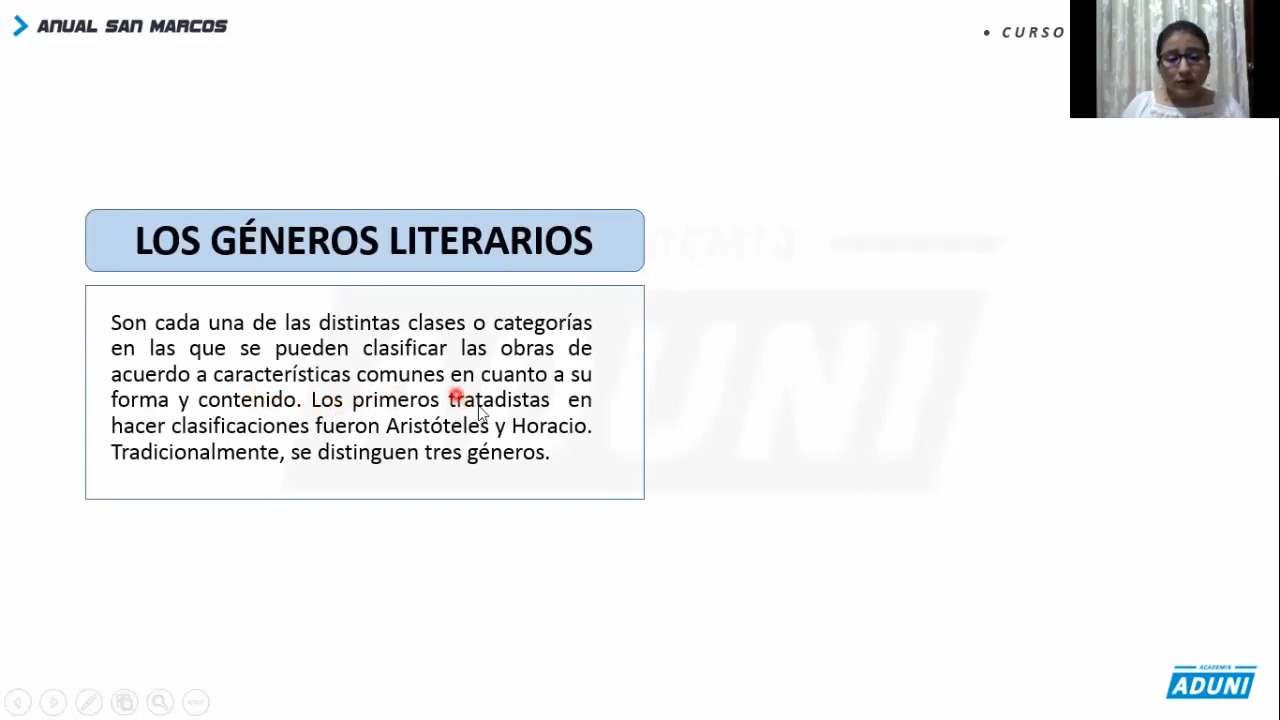 ANUAL SAN MARCOS
• CURSO
LOS GÉNEROS LITERARIOS
Son cada una de las distintas clases o categorías
en las que se pueden clasificar las obras de
acuerdo a características comunes en cuanto a su
forma y contenido. Los primeros tratadistas en
hacer clasificaciones fueron Aristóteles y Horacio.
Tradicionalmente, se distinguen tres géneros.
ACADEMIA
ADUNI